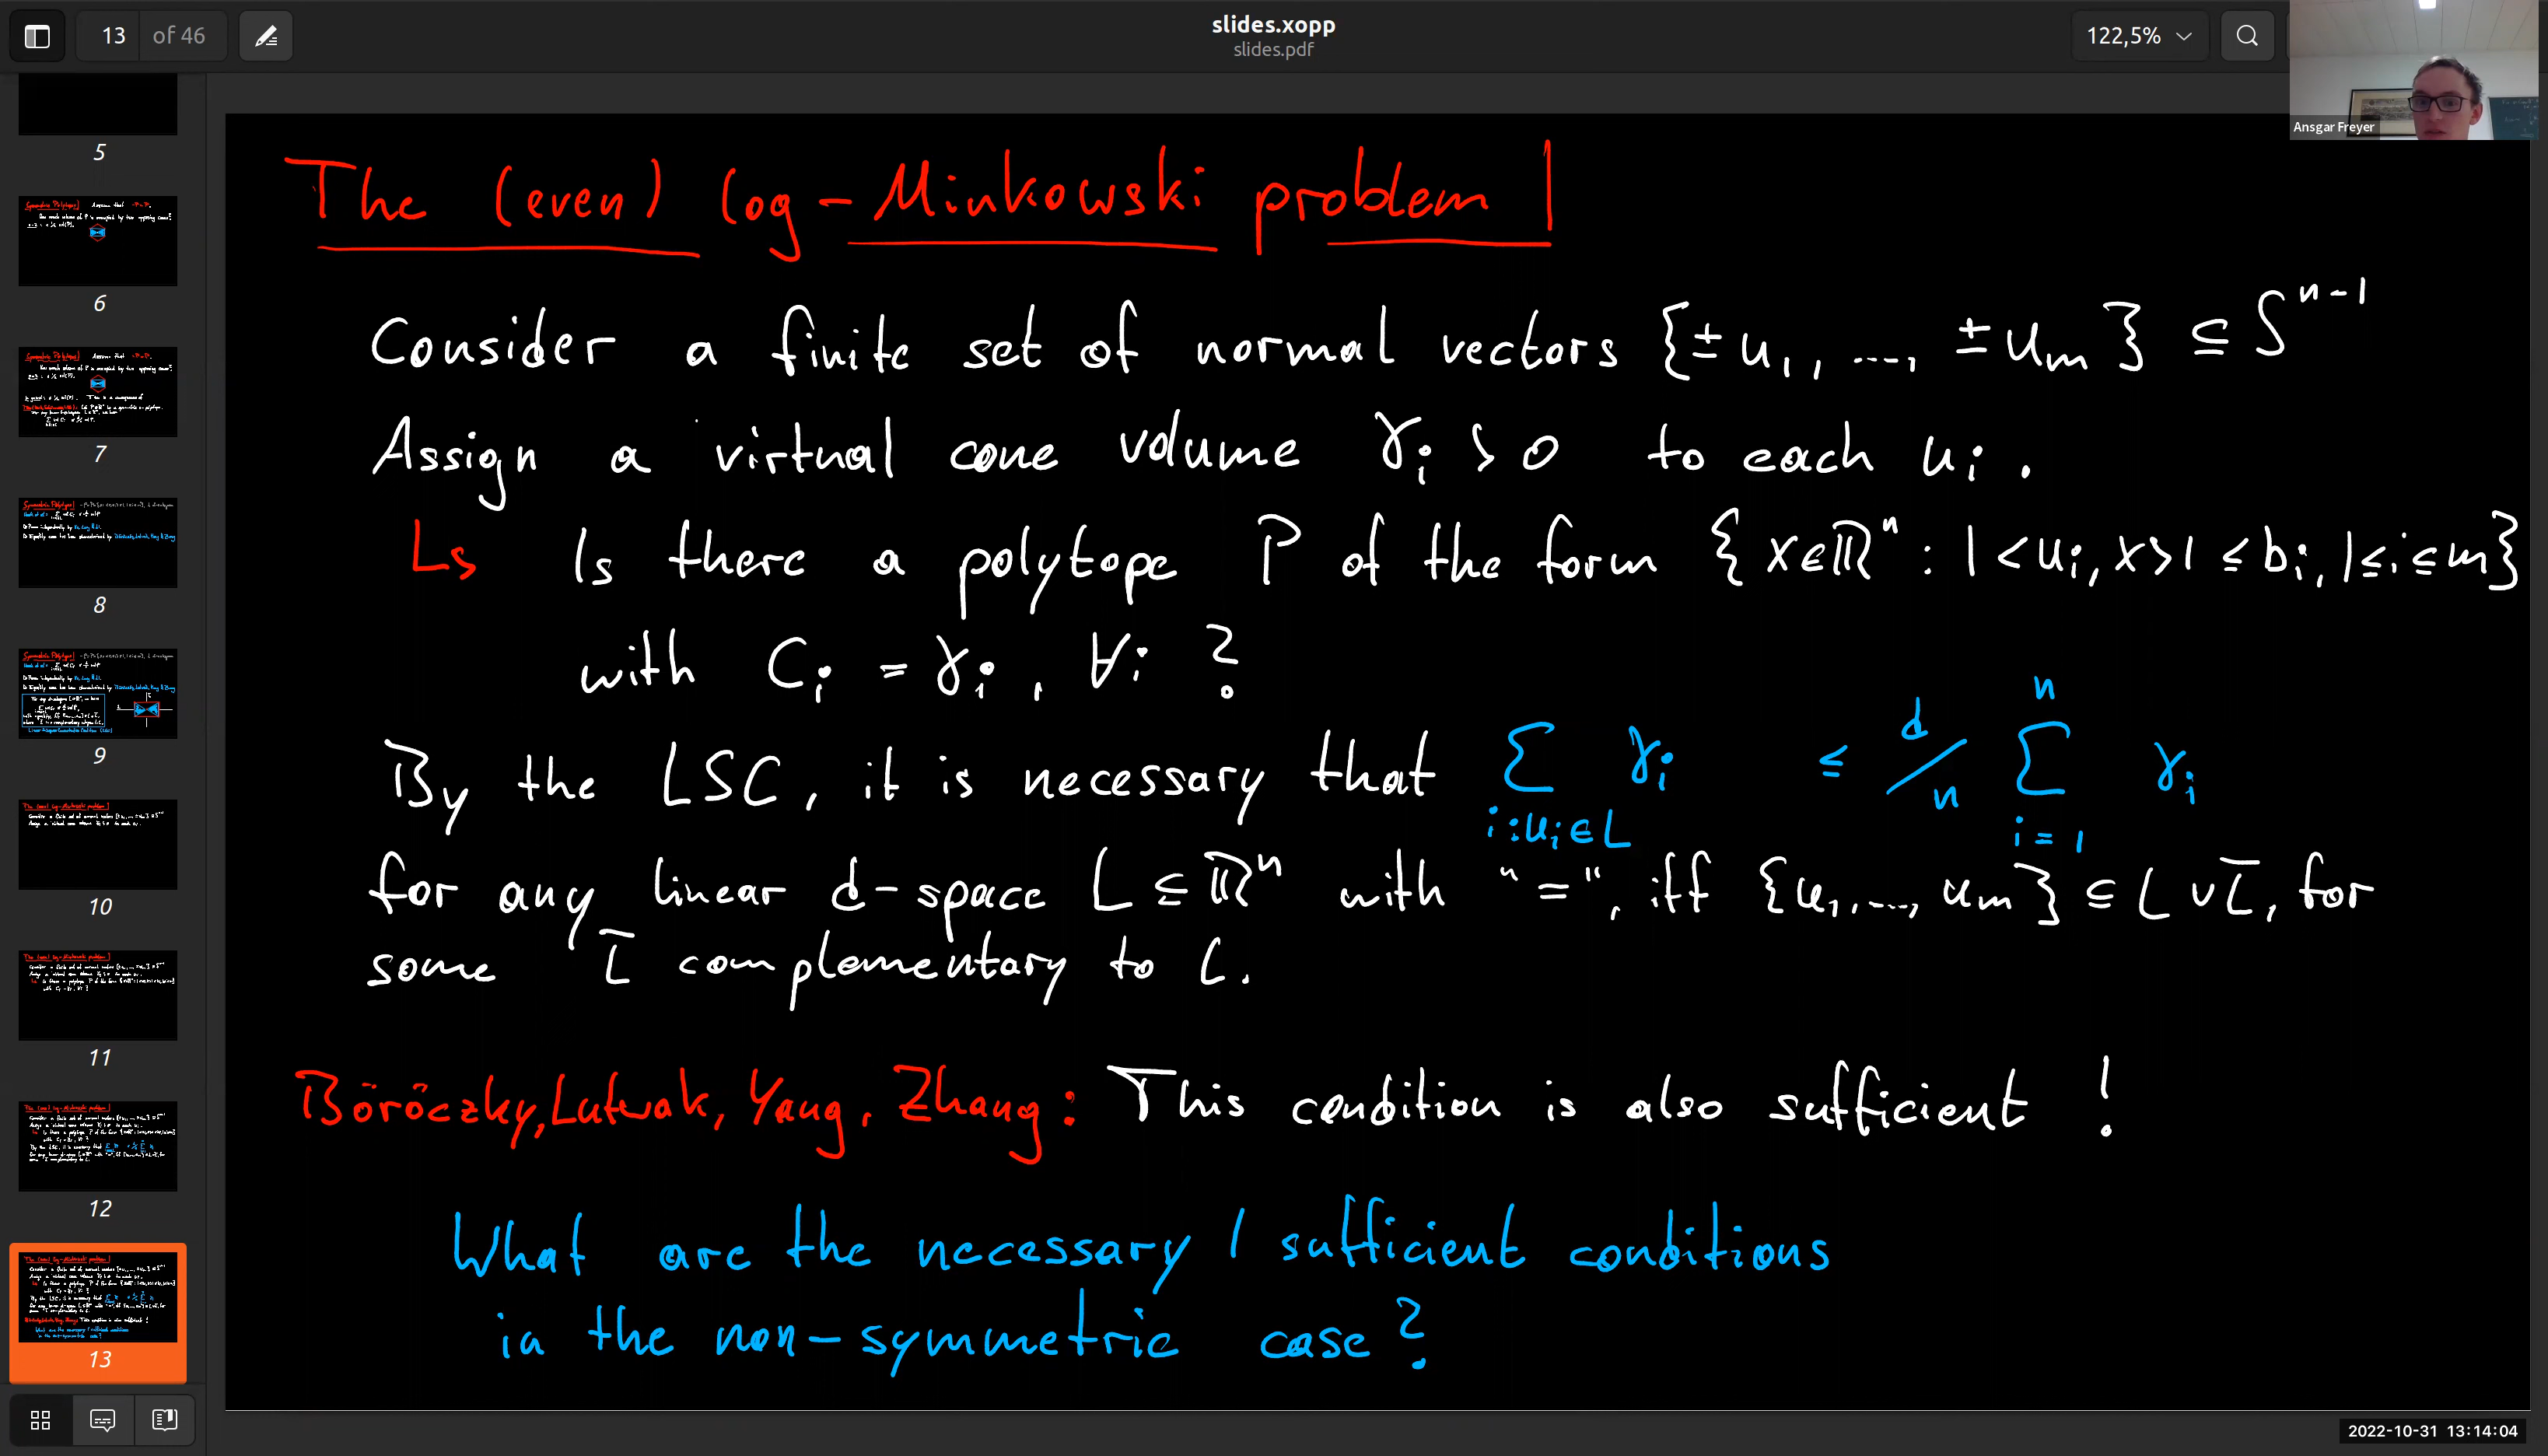 13 of 46
slides.xopp
slides.pdf
122,5%
Ansgar Freyer
5
6
7
8
9
10
11
12
13
The (even) log-Minkowski problem
Consider a finite set of normal vectors {±u₁, ..., ±uₘ} ⊆ Sⁿ⁻¹
Assign a virtual cone volume γᵢ > 0 to each uᵢ.
↳ Is there a polytope P of the form {x∈ℝⁿ : |<uᵢ, x>| ≤ bᵢ, 1≤i≤m}
with Cᵢ = γᵢ, ∀i ?
By the LSC, it is necessary that ∑_{i:uᵢ∈L} γᵢ ≤ d/n ∑_{i=1}^{n} γᵢ
for any linear d-space L ⊆ ℝⁿ with "=", iff {u₁, ..., uₘ} ⊆ L ∪ L̄, for
some L̄ complementary to L.
Böröczky, Lutwak, Yang, Zhang: This condition is also sufficient !
What are the necessary / sufficient conditions
in the non-symmetric case?
2022-10-31 13:14:04